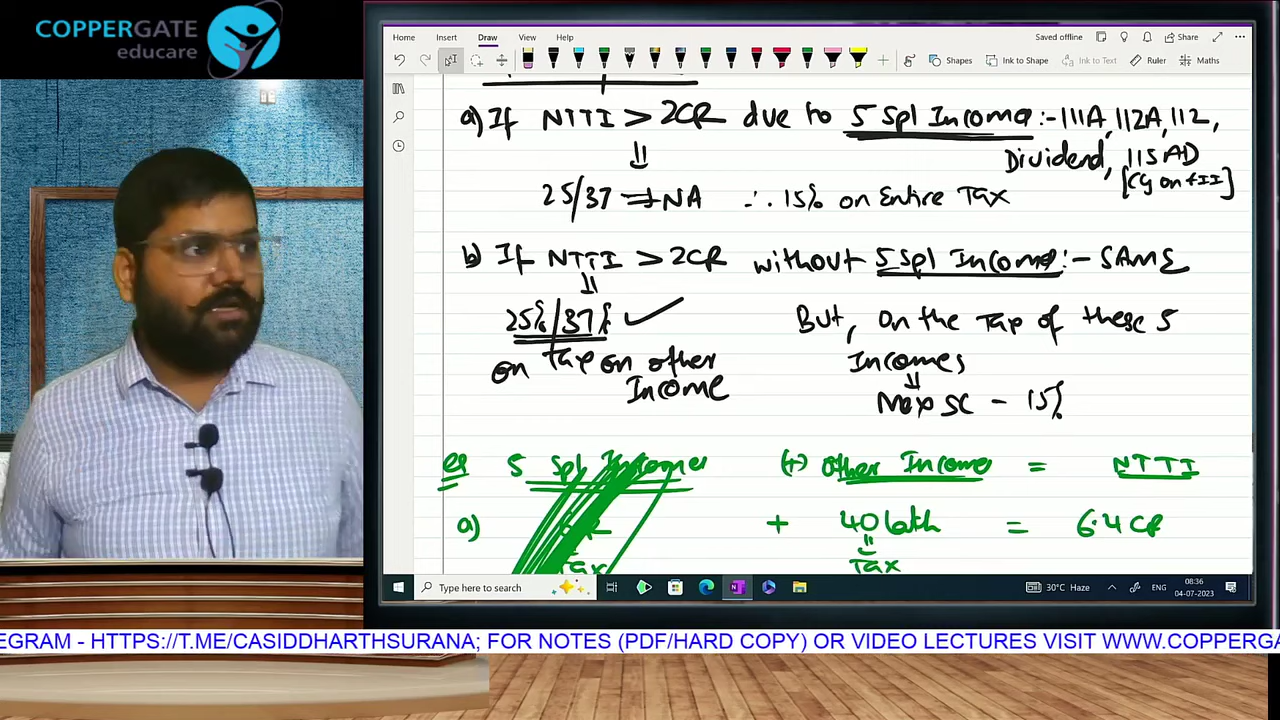 COPPERGATE
educare
Home Insert Draw View Help
Saved offline
Share
Shapes
Ink to Shape
Ink to Text
Ruler
Maths
a) If NTTI > 2CR due to 5 Spl Income :- 111A, 112A, 112,
Dividend, 115AD
[CG on FII]
25/37 ⇒ NA ∴ 15% on Entire Tax
b) If NTTI > 2CR without 5 Spl Income :- SAME
25%/37% ✓ But, on the Tax of these 5
on Tax on other Incomes
Income
Max SC - 15%
eg 5 Spl Incomes (+) other Income = NTTI
a) + 40 lakh = 6.4 CR
Tax Tax
Type here to search
30°C Haze
ENG
08:36
04-07-2023
EGRAM - HTTPS://T.ME/CASIDDHARTHSURANA; FOR NOTES (PDF/HARD COPY) OR VIDEO LECTURES VISIT WWW.COPPERGA